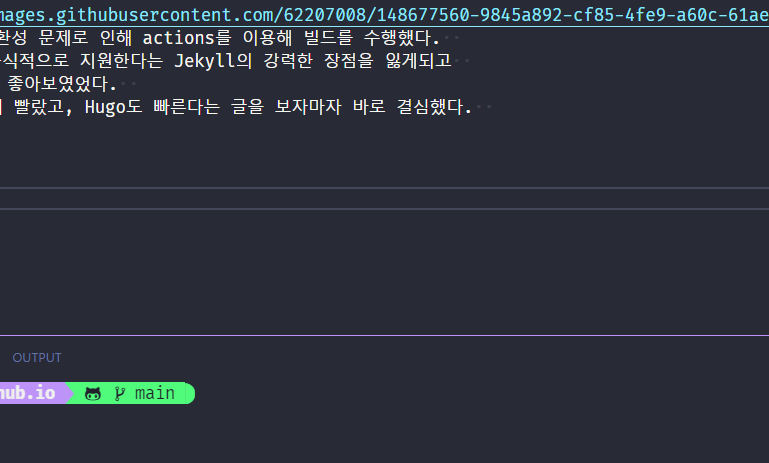 mages.githubusercontent.com/62207008/148677560-9845a892-cf85-4fe9-a60c-61ae
환성 문제로 인해 actions를 이용해 빌드를 수행했다.
식적으로 지원한다는 Jekyll의 강력한 장점을 잃게되고
좋아보였었다.
빨랐고, Hugo도 빠른다는 글을 보자마자 바로 결심했다.
OUTPUT
hub.io main